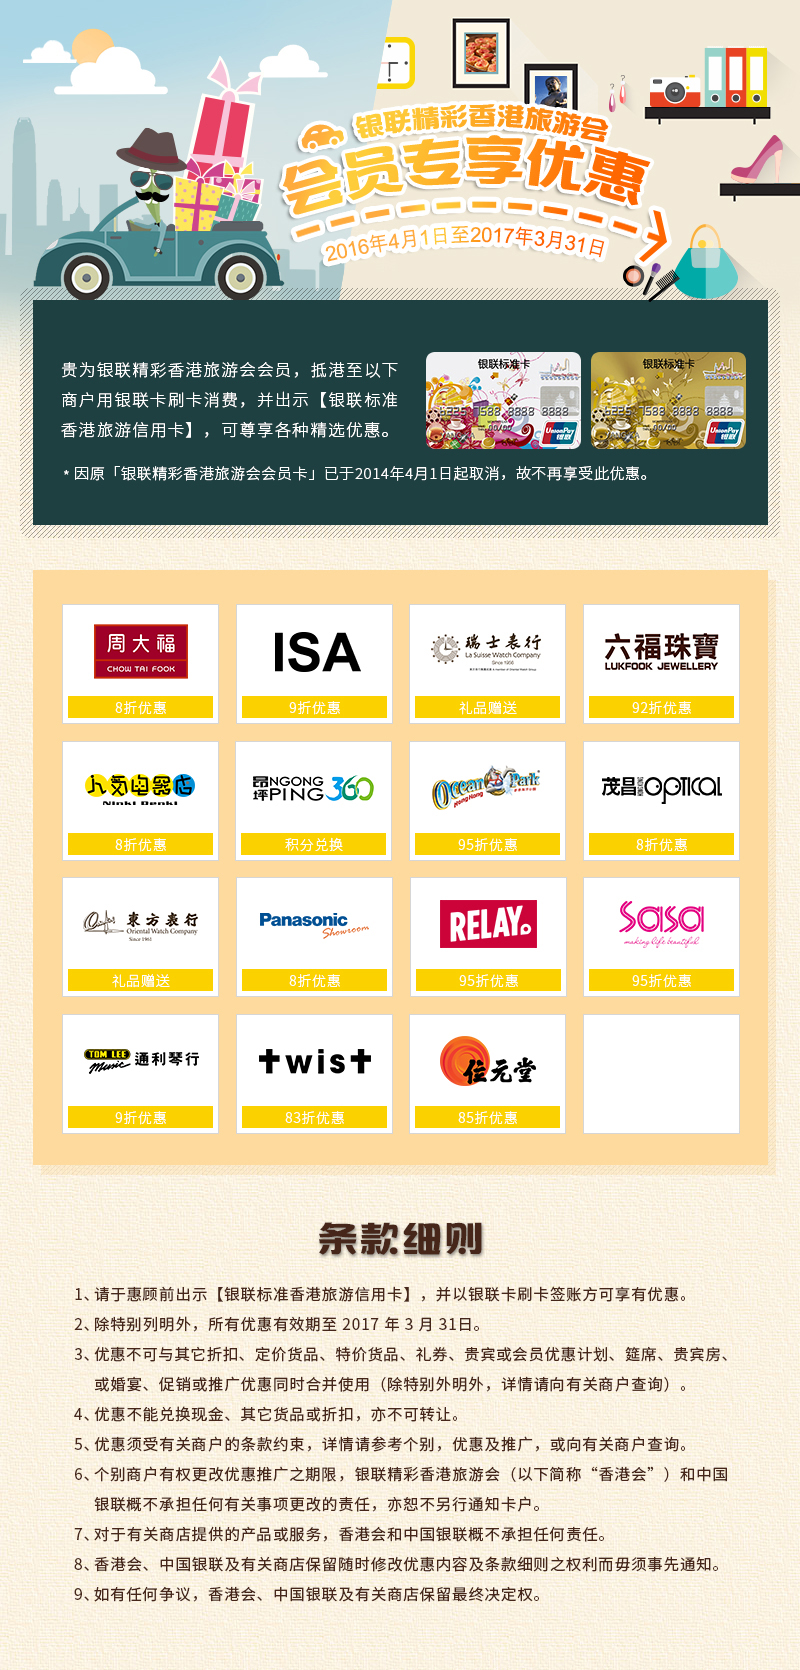 银联精彩香港旅游会
会员专享优惠
2016年4月1日至2017年3月31日
贵为银联精彩香港旅游会会员，抵港至以下
商户用银联卡刷卡消费，并出示【银联标准
香港旅游信用卡】，可尊享各种精选优惠。
银联标准卡
银联标准卡
UnionPay
银联
UnionPay
银联
* 因原「银联精彩香港旅游会会员卡」已于2014年4月1日起取消，故不再享受此优惠。
周大福
CHOW TAI FOOK
8折优惠
ISA
9折优惠
瑞士表行
La Suisse Watch Company
Since 1950
礼品赠送
六福珠寶
LUKFOOK JEWELLERY
92折优惠
人气电器店
Ninki Denki
8折优惠
昂坪
NGONG
PING 360
积分兑换
Ocean Park
Hong Kong
95折优惠
茂昌 OPTICAL
8折优惠
東方表行
Oriental Watch Company
Since 1961
礼品赠送
Panasonic
Showroom
8折优惠
RELAY
95折优惠
Sasa
making life beautiful
95折优惠
TOM LEE
Music
通利琴行
9折优惠
twist
83折优惠
位元堂
85折优惠
条款细则
1、请于惠顾前出示【银联标准香港旅游信用卡】，并以银联卡刷卡签账方可享有优惠。
2、除特别列明外，所有优惠有效期至 2017 年 3 月 31日。
3、优惠不可与其它折扣、定价货品、特价货品、礼券、贵宾或会员优惠计划、筵席、贵宾房、
或婚宴、促销或推广优惠同时合并使用（除特别外明外，详情请向有关商户查询）。
4、优惠不能兑换现金、其它货品或折扣，亦不可转让。
5、优惠须受有关商户的条款约束，详情请参考个别，优惠及推广，或向有关商户查询。
6、个别商户有权更改优惠推广之期限，银联精彩香港旅游会（以下简称“香港会”）和中国
银联概不承担任何有关事项更改的责任，亦恕不另行通知卡户。
7、对于有关商店提供的产品或服务，香港会和中国银联概不承担任何责任。
8、香港会、中国银联及有关商店保留随时修改优惠内容及条款细则之权利而毋须事先通知。
9、如有任何争议，香港会、中国银联及有关商店保留最终决定权。